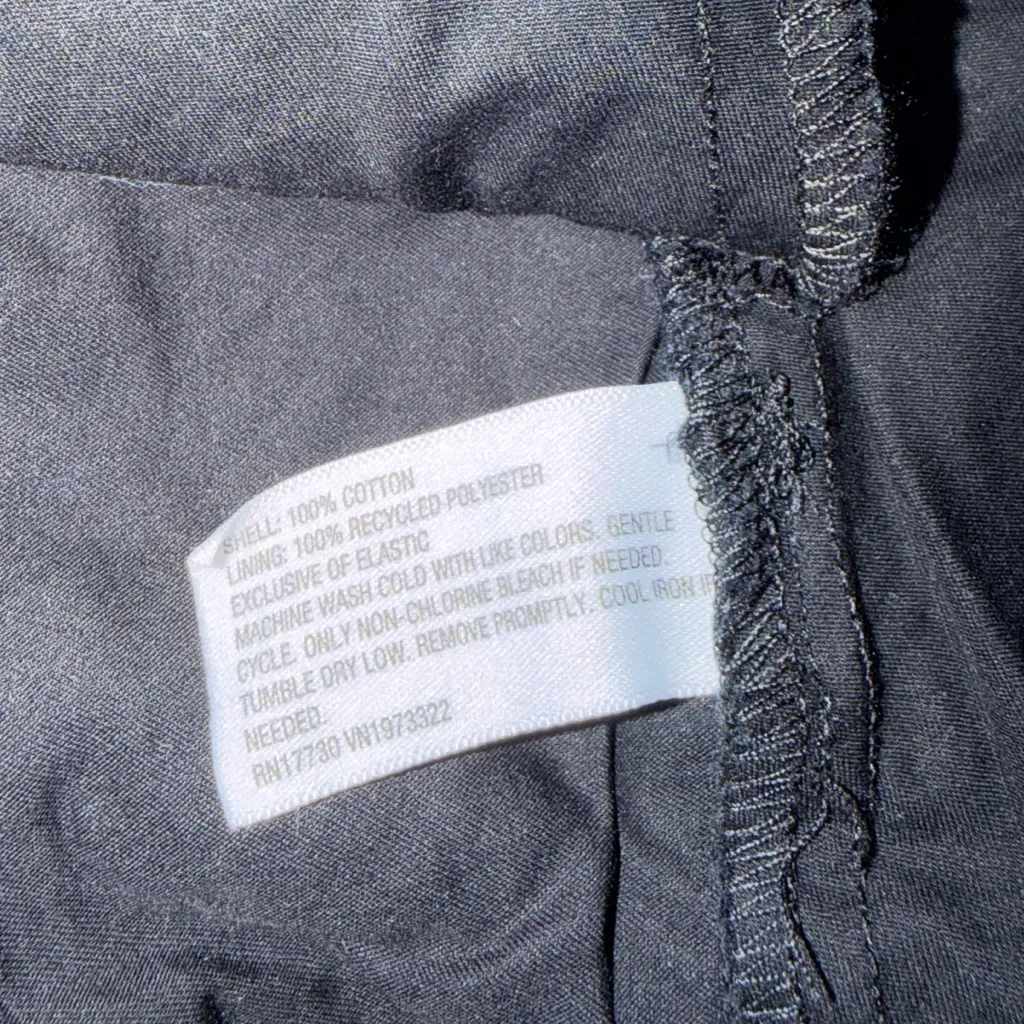 SHELL: 100% COTTON
LINING: 100% RECYCLED POLYESTER
EXCLUSIVE OF ELASTIC
MACHINE WASH COLD WITH LIKE COLORS. GENTLE
CYCLE. ONLY NON-CHLORINE BLEACH IF NEEDED.
TUMBLE DRY LOW. REMOVE PROMPTLY. COOL IRON IF
NEEDED.
RN17730 VN1973322